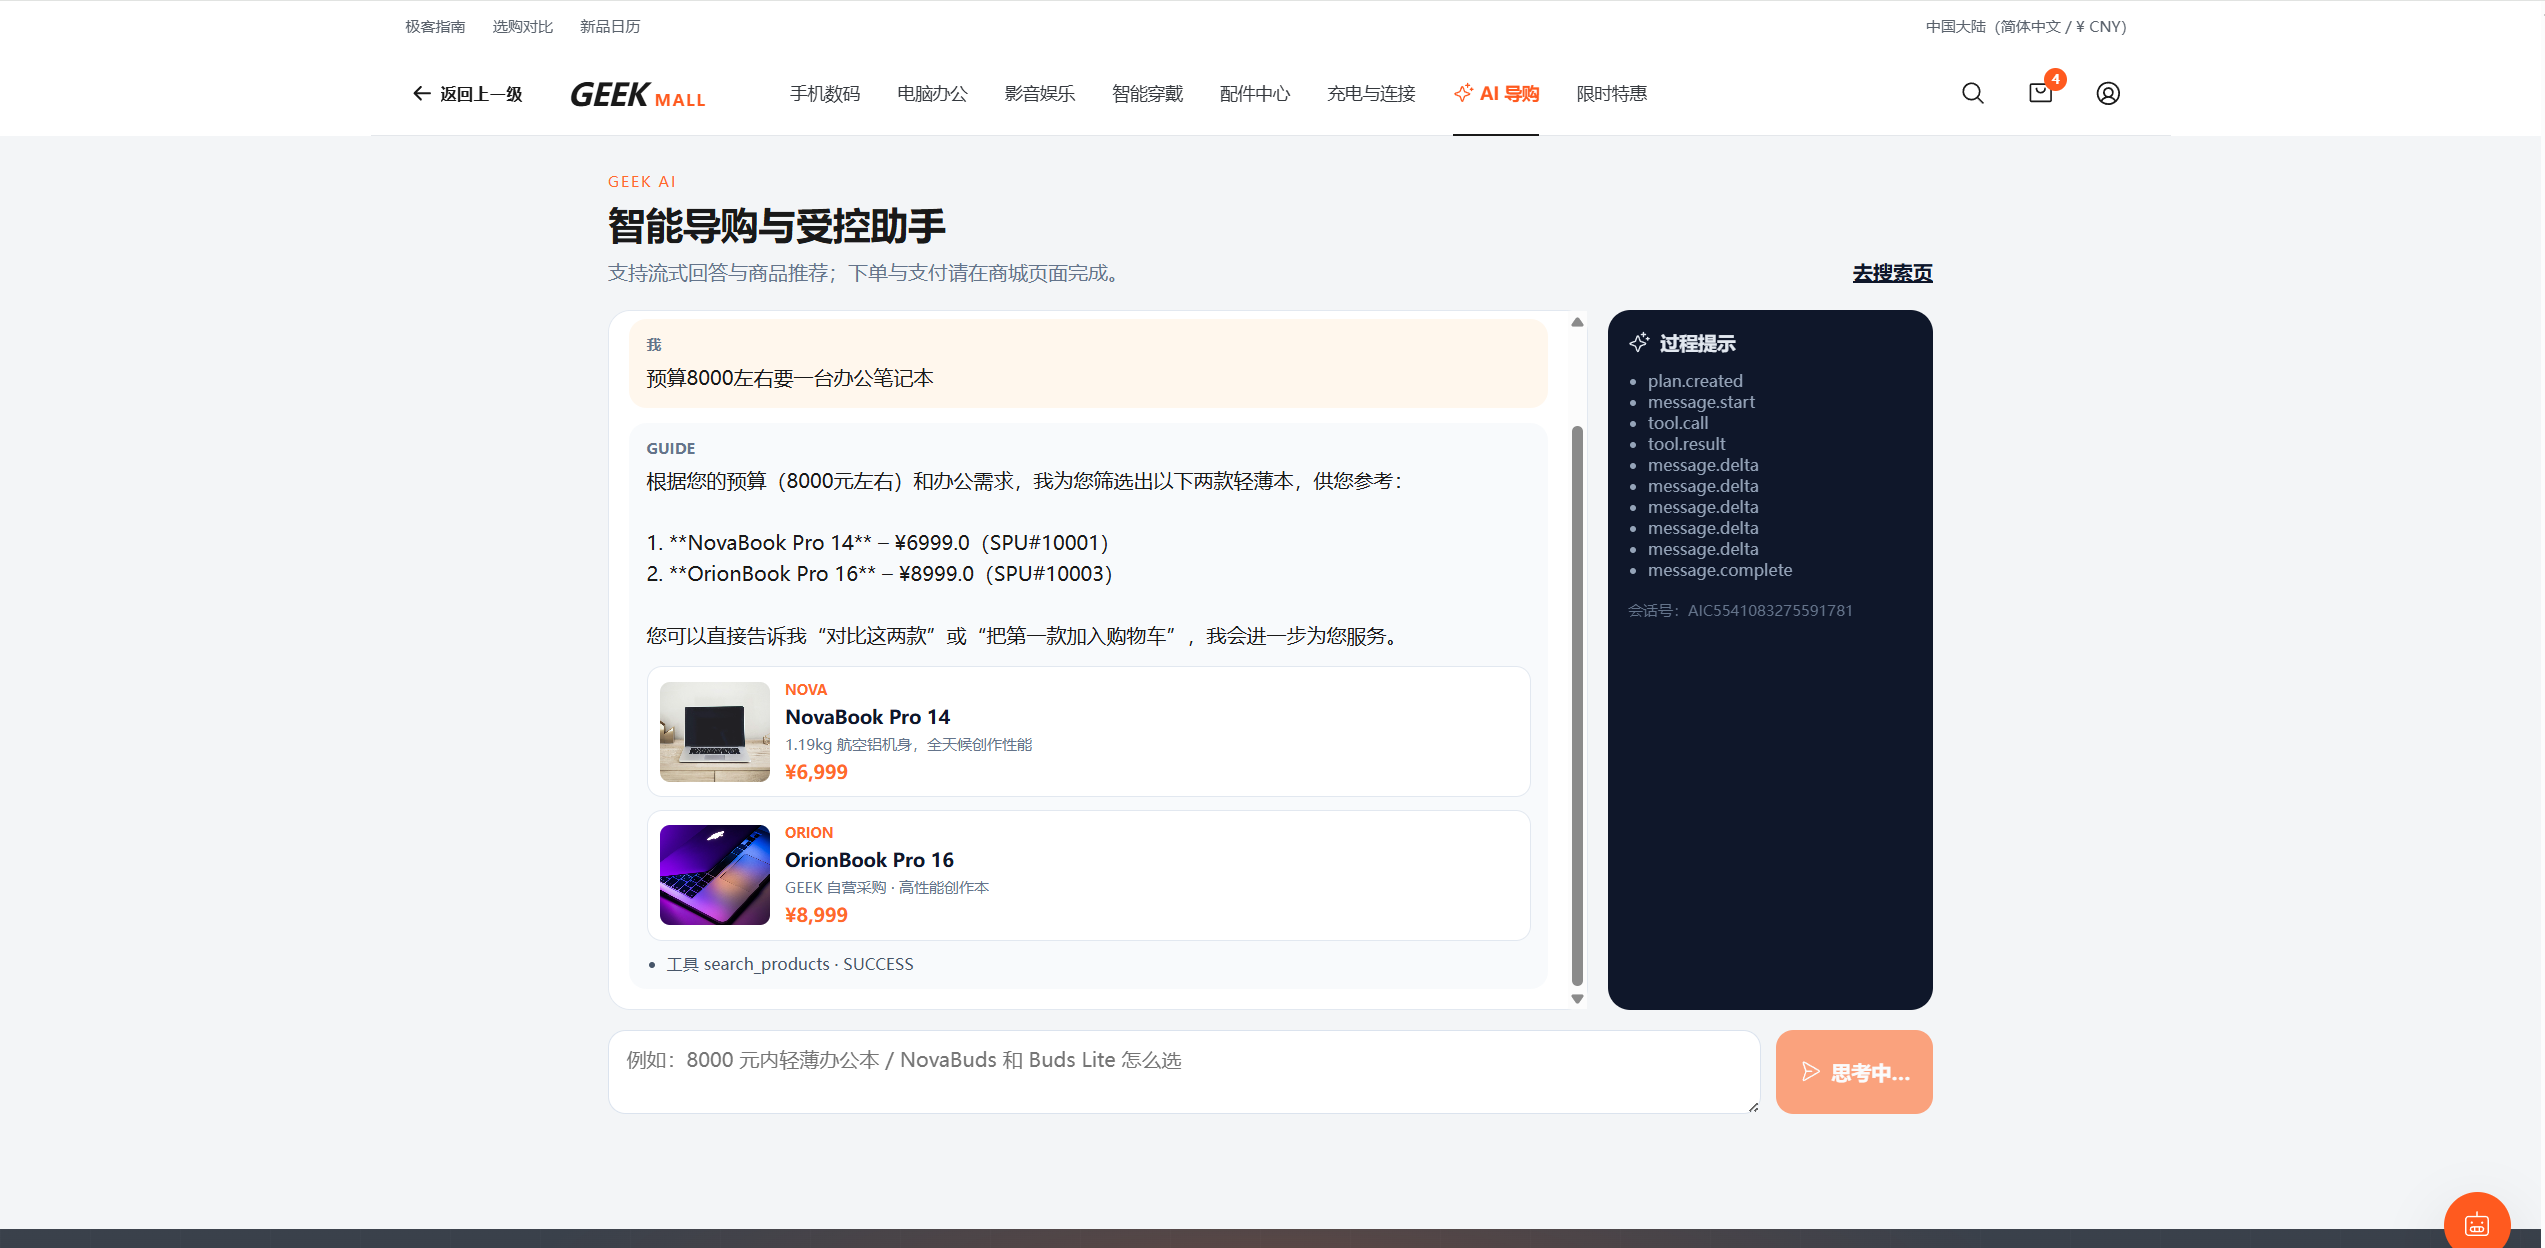 极客指南 选购对比 新品日历 中国大陆（简体中文 / ¥ CNY）
返回上一级 GEEK MALL 手机数码 电脑办公 影音娱乐 智能穿戴 配件中心 充电与连接 AI 导购 限时特惠 4
GEEK AI
智能导购与受控助手
支持流式回答与商品推荐；下单与支付请在商城页面完成。
去搜索页
我
预算8000左右要一台办公笔记本
GUIDE
根据您的预算（8000元左右）和办公需求，我为您筛选出以下两款轻薄本，供您参考：
1. **NovaBook Pro 14** – ¥6999.0（SPU#10001）
2. **OrionBook Pro 16** – ¥8999.0（SPU#10003）
您可以直接告诉我“对比这两款”或“把第一款加入购物车”，我会进一步为您服务。
NOVA
NovaBook Pro 14
1.19kg 航空铝机身，全天候创作性能
¥6,999
ORION
OrionBook Pro 16
GEEK 自营采购 · 高性能创作本
¥8,999
工具 search_products · SUCCESS
过程提示
plan.created
message.start
tool.call
tool.result
message.delta
message.delta
message.delta
message.delta
message.delta
message.complete
会话号：AIC5541083275591781
例如：8000 元内轻薄办公本 / NovaBuds 和 Buds Lite 怎么选
思考中...